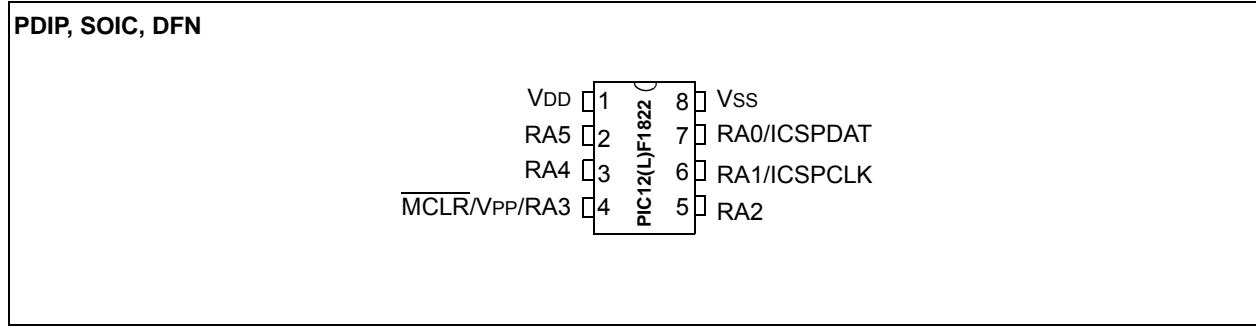 PDIP, SOIC, DFN
VDD 1 8 VSS
RA5 2 7 RA0/ICSPDAT
RA4 3 6 RA1/ICSPCLK
MCLR/VPP/RA3 4 5 RA2
PIC12(L)F1822